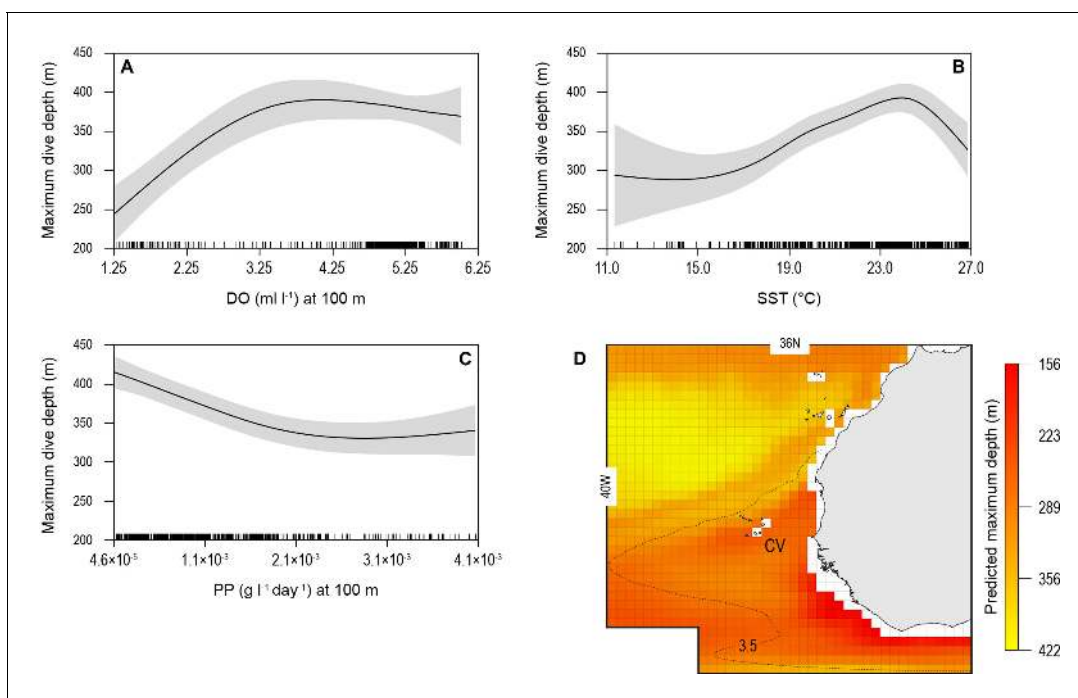 A
Maximum dive depth (m)
450
400
350
300
250
200
1.25 2.25 3.25 4.25 5.25 6.25
DO (ml l⁻¹) at 100 m
B
Maximum dive depth (m)
450
400
350
300
250
200
11.0 15.0 19.0 23.0 27.0
SST (°C)
C
Maximum dive depth (m)
450
400
350
300
250
200
4.6×10⁻⁵ 1.1×10⁻³ 2.1×10⁻³ 3.1×10⁻³ 4.1×10⁻³
PP (g l⁻¹ day⁻¹) at 100 m
D
36N
40W
CV
3.5
Predicted maximum depth (m)
156
223
289
356
422